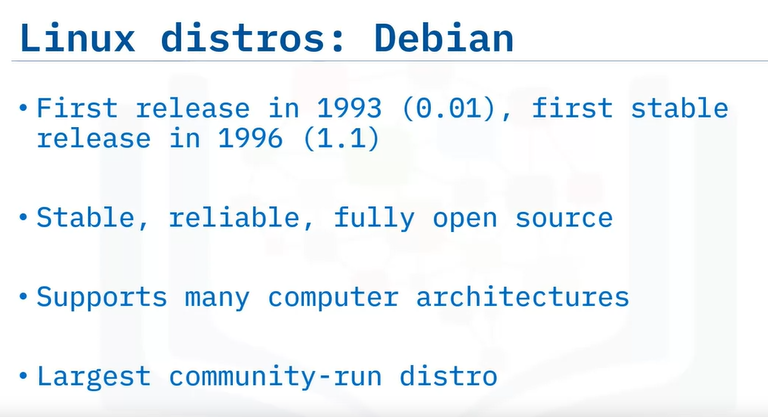 Linux distros: Debian
• First release in 1993 (0.01), first stable
release in 1996 (1.1)
• Stable, reliable, fully open source
• Supports many computer architectures
• Largest community-run distro